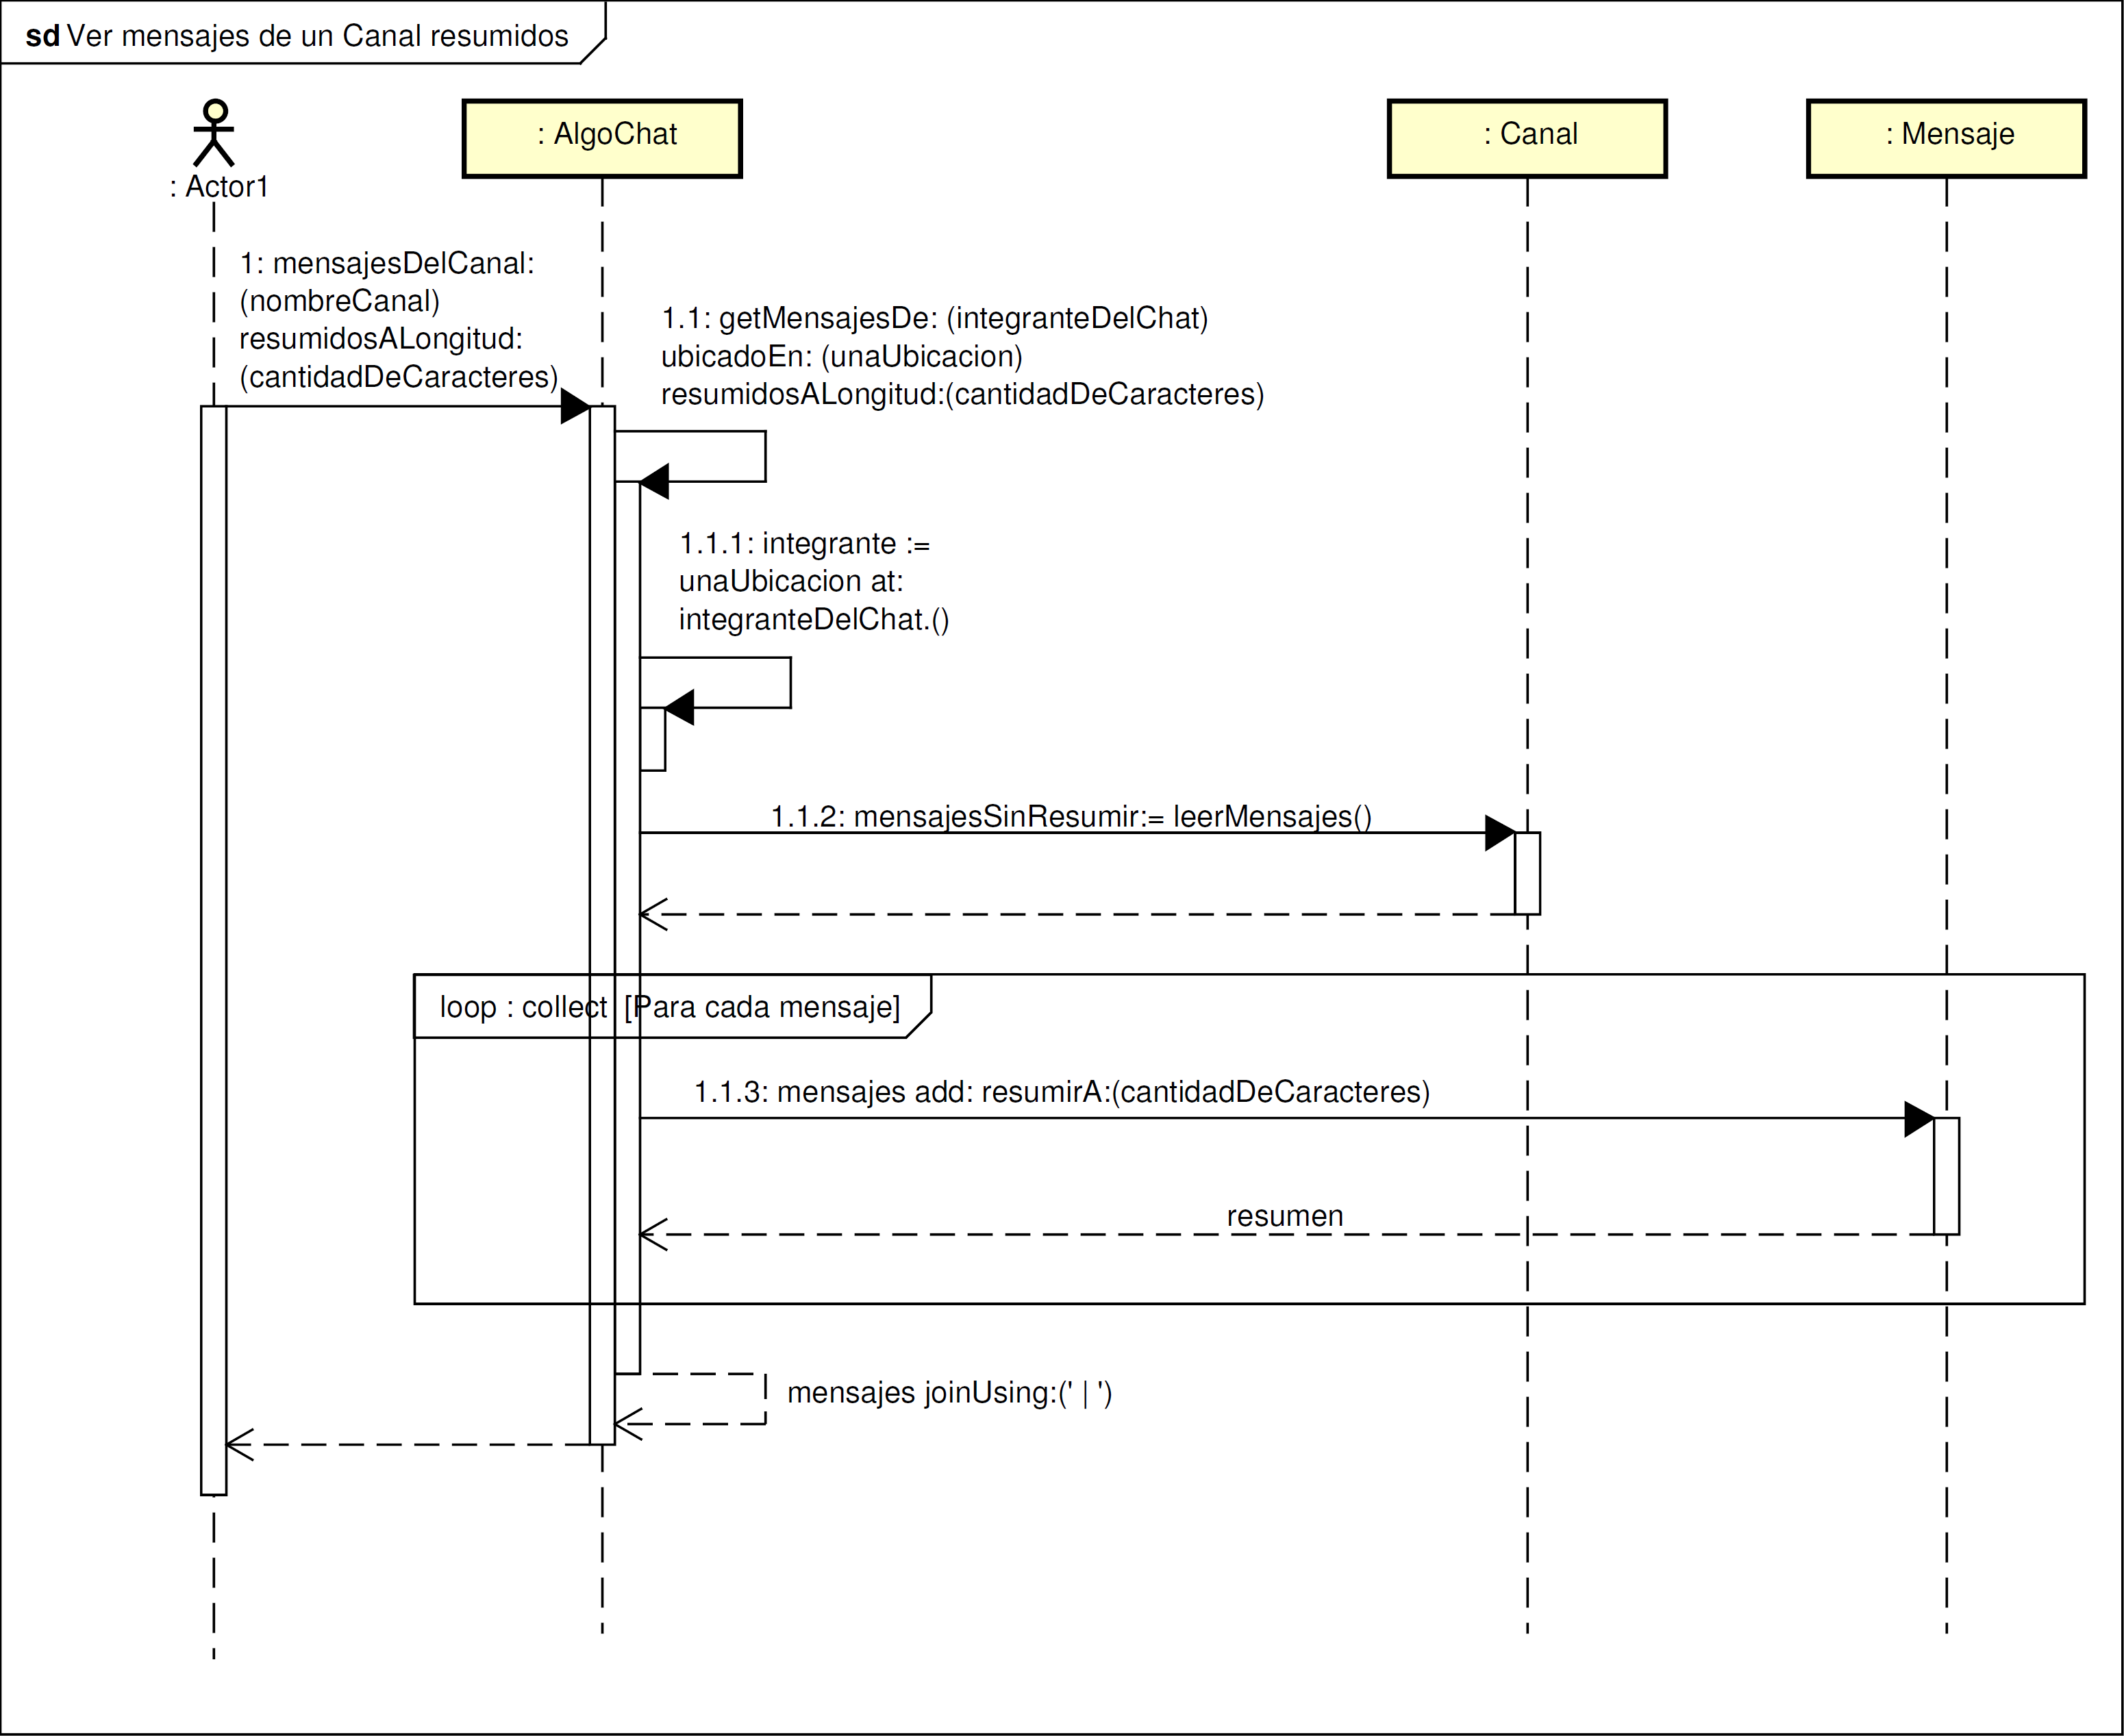 sd Ver mensajes de un Canal resumidos
: Actor1
: AlgoChat
: Canal
: Mensaje
1: mensajesDelCanal:
(nombreCanal)
resumidosALongitud:
(cantidadDeCaracteres)
1.1: getMensajesDe: (integranteDelChat)
ubicadoEn: (unaUbicacion)
resumidosALongitud:(cantidadDeCaracteres)
1.1.1: integrante :=
unaUbicacion at:
integranteDelChat.()
1.1.2: mensajesSinResumir:= leerMensajes()
loop : collect [Para cada mensaje]
1.1.3: mensajes add: resumirA:(cantidadDeCaracteres)
resumen
mensajes joinUsing:(' | ')